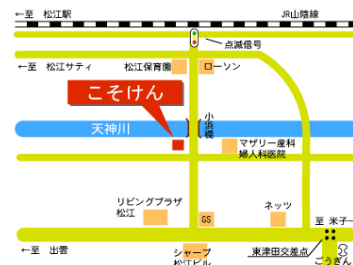 ←至 松江駅
JR山陰線
点滅信号
←至 松江サティ
松江保育園
ローソン
こそけん
天神川
小浜橋
マザリー産科
婦人科医院
リビングプラザ
松江
GS
ネッツ
至 米子→
←至 出雲
シャープ
松江ビル
東津田交差点
ごうぎん